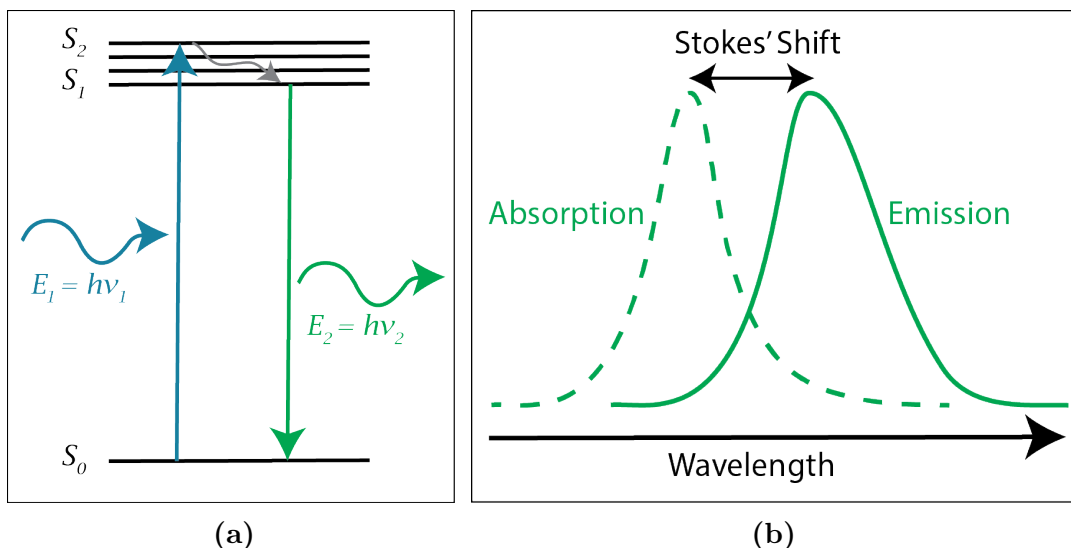 S₂
S₁
E₁ = hν₁
E₂ = hν₂
S₀
(a)
Stokes’ Shift
Absorption
Emission
Wavelength
(b)